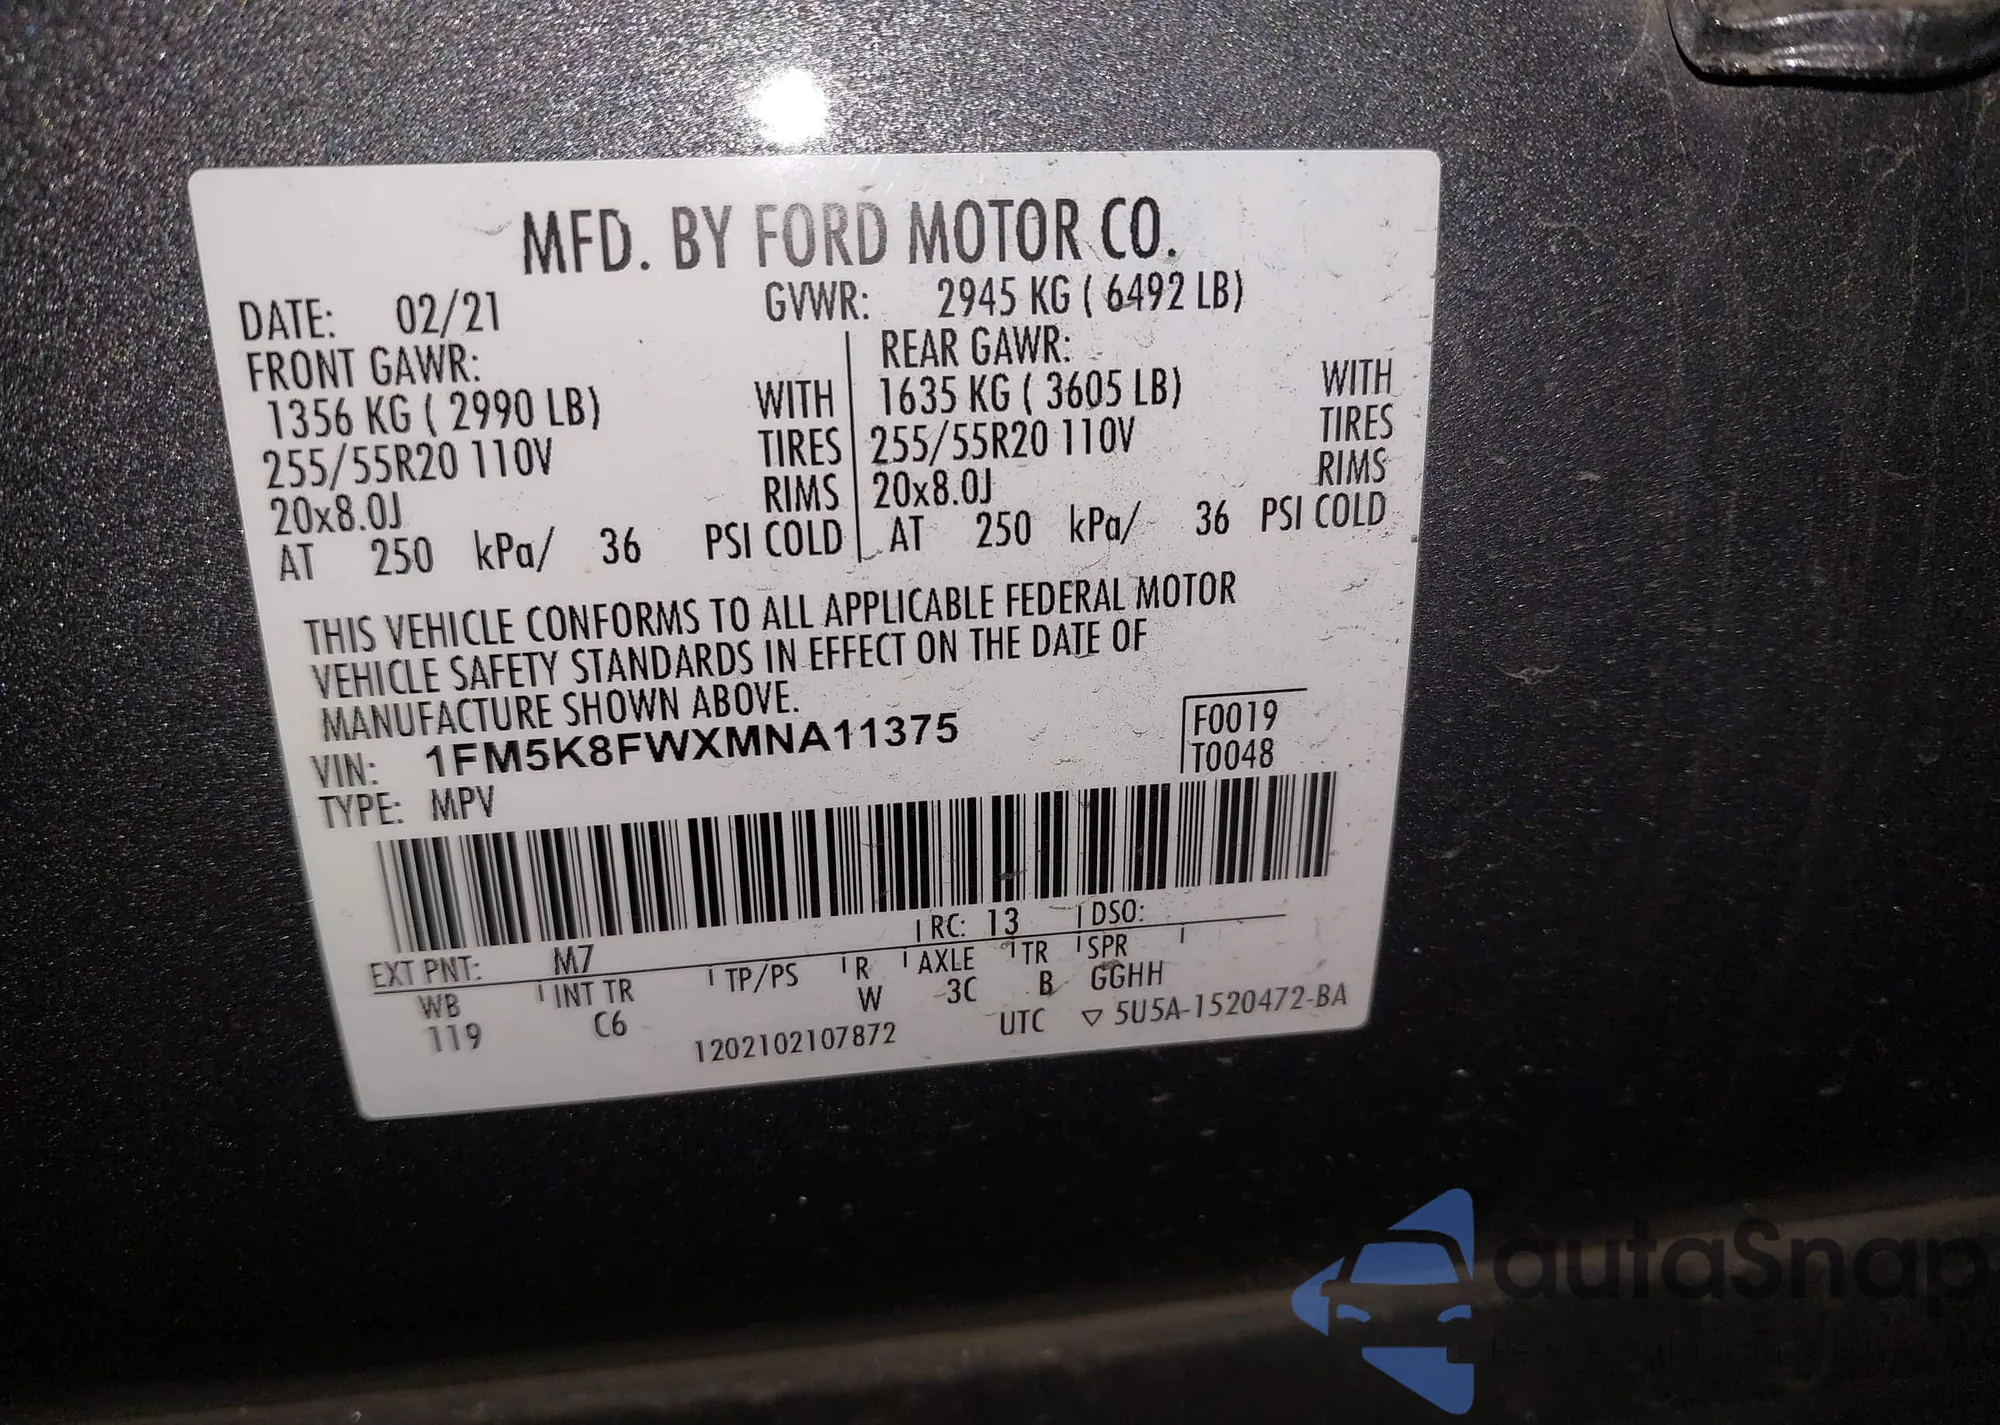 MFD. BY FORD MOTOR CO.
DATE: 02/21 GVWR: 2945 KG ( 6492 LB)
FRONT GAWR: REAR GAWR:
1356 KG ( 2990 LB) WITH 1635 KG ( 3605 LB) WITH
255/55R20 110V TIRES 255/55R20 110V TIRES
20x8.0J RIMS 20x8.0J RIMS
AT 250 kPa/ 36 PSI COLD AT 250 kPa/ 36 PSI COLD
THIS VEHICLE CONFORMS TO ALL APPLICABLE FEDERAL MOTOR
VEHICLE SAFETY STANDARDS IN EFFECT ON THE DATE OF
MANUFACTURE SHOWN ABOVE.
VIN: 1FM5K8FWXMNA11375 F0019
TYPE: MPV T0048
EXT PNT: M7 RC: 13 DSO:
WB INT TR TP/PS R AXLE TR SPR
119 C6 W 3C B GGHH
1202102107872 UTC ▽ 5U5A-1520472-BA
autaSnap